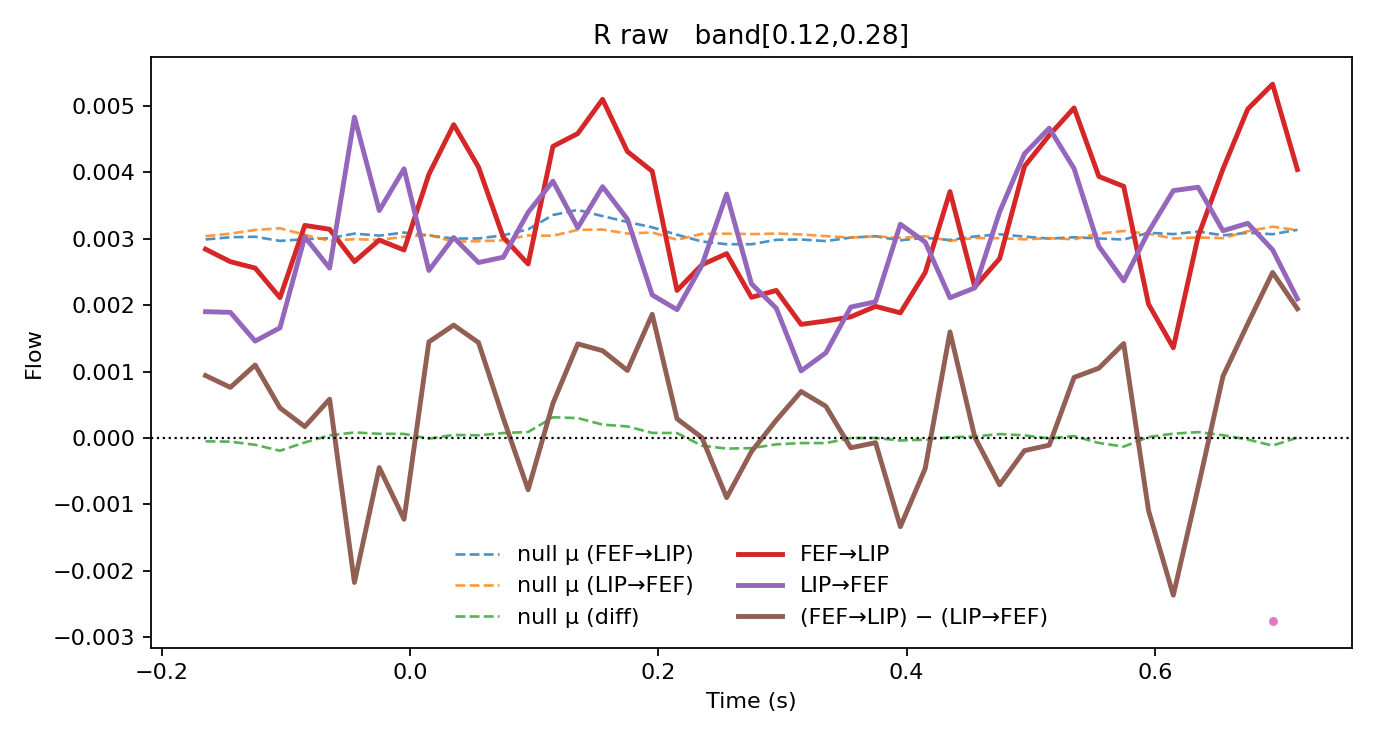 R raw   band[0.12,0.28]
0.005
0.004
0.003
0.002
0.001
0.000
−0.001
−0.002
−0.003
Flow
null μ (FEF→LIP)
null μ (LIP→FEF)
null μ (diff)
FEF→LIP
LIP→FEF
(FEF→LIP) − (LIP→FEF)
−0.2
0.0
0.2
0.4
0.6
Time (s)